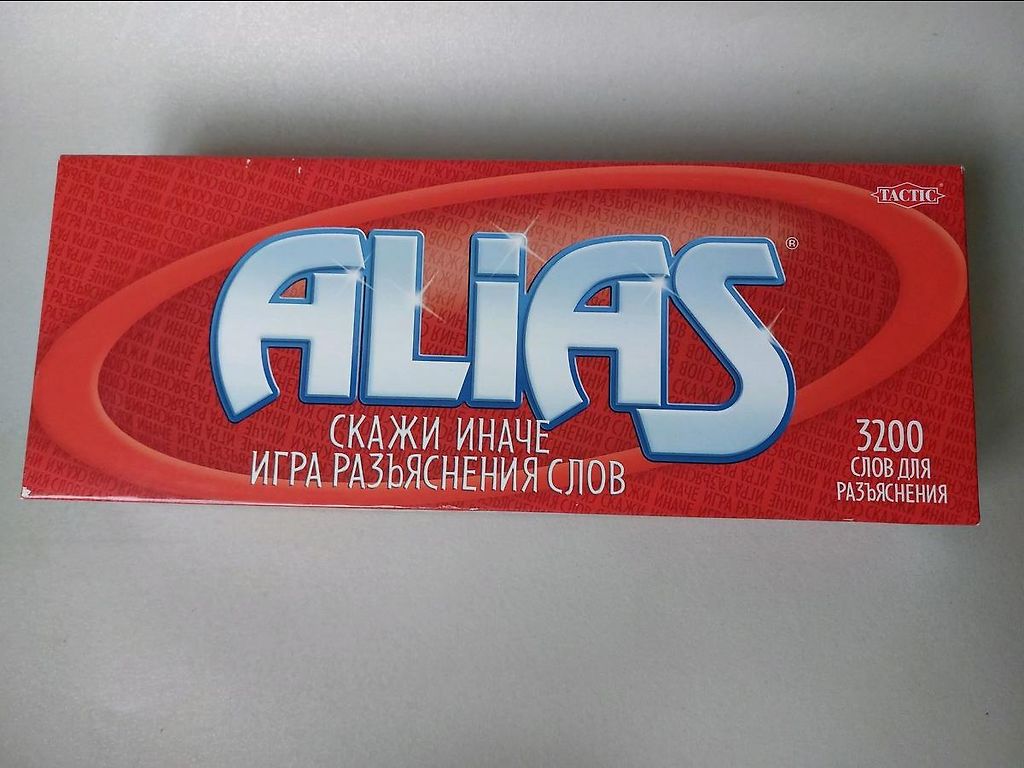 TACTIC®
ALiAS®
СКАЖИ ИНАЧЕ
ИГРА РАЗЪЯСНЕНИЯ СЛОВ
3200
СЛОВ ДЛЯ
РАЗЪЯСНЕНИЯ